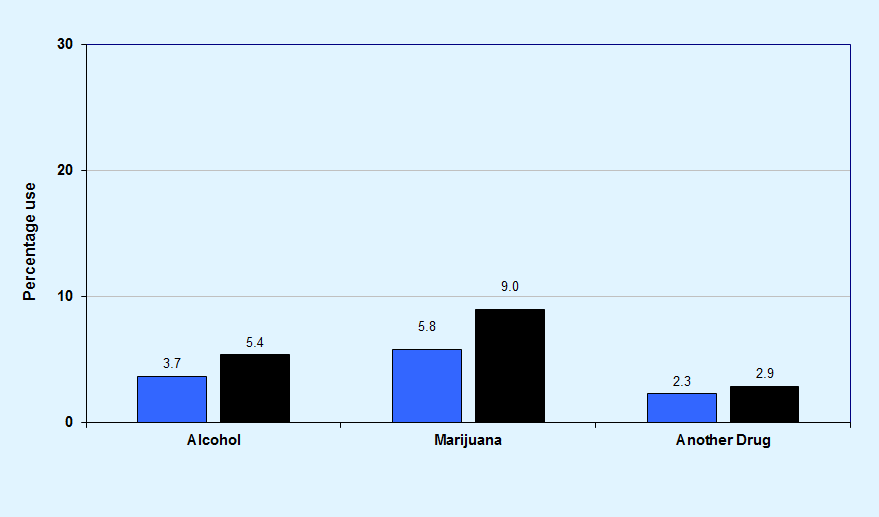 30
20
10
0
Percentage use
3.7
5.4
5.8
9.0
2.3
2.9
Alcohol
Marijuana
Another Drug